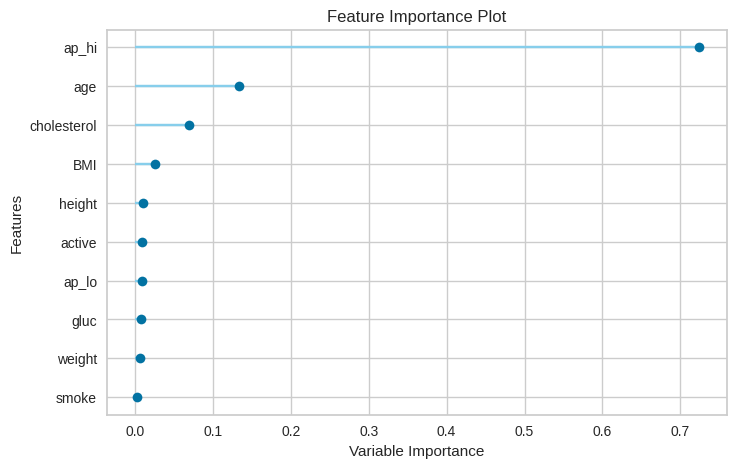 Feature Importance Plot
ap_hi
age
cholesterol
BMI
height
active
ap_lo
gluc
weight
smoke
Features
0.0 0.1 0.2 0.3 0.4 0.5 0.6 0.7
Variable Importance